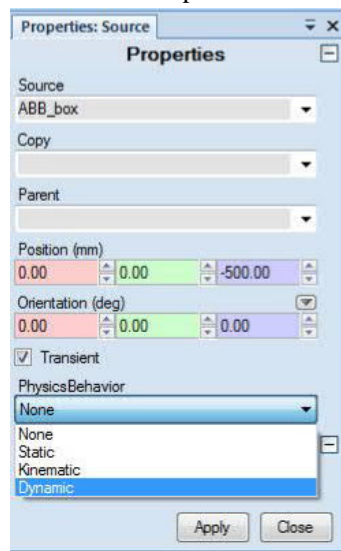 Properties: Source
Properties
Source
ABB_box
Copy
Parent
Position (mm)
0.00 0.00 -500.00
Orientation (deg)
0.00 0.00 0.00
Transient
PhysicsBehavior
None
None
Static
Kinematic
Dynamic
Apply Close